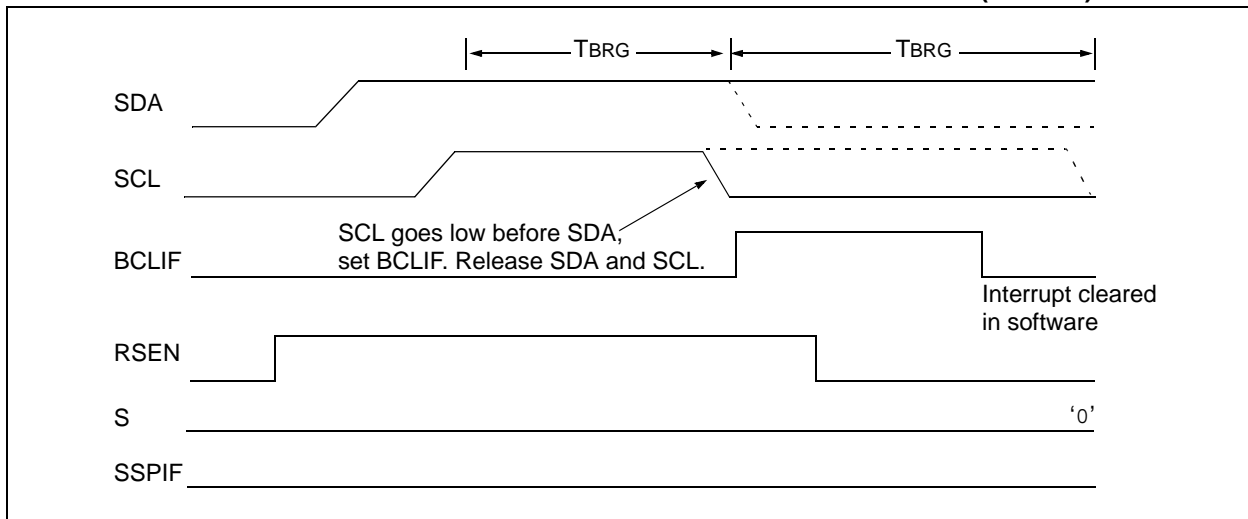 TBRG TBRG
SDA
SCL
SCL goes low before SDA,
set BCLIF. Release SDA and SCL.
BCLIF
Interrupt cleared
in software
RSEN
S ‘0’
SSPIF